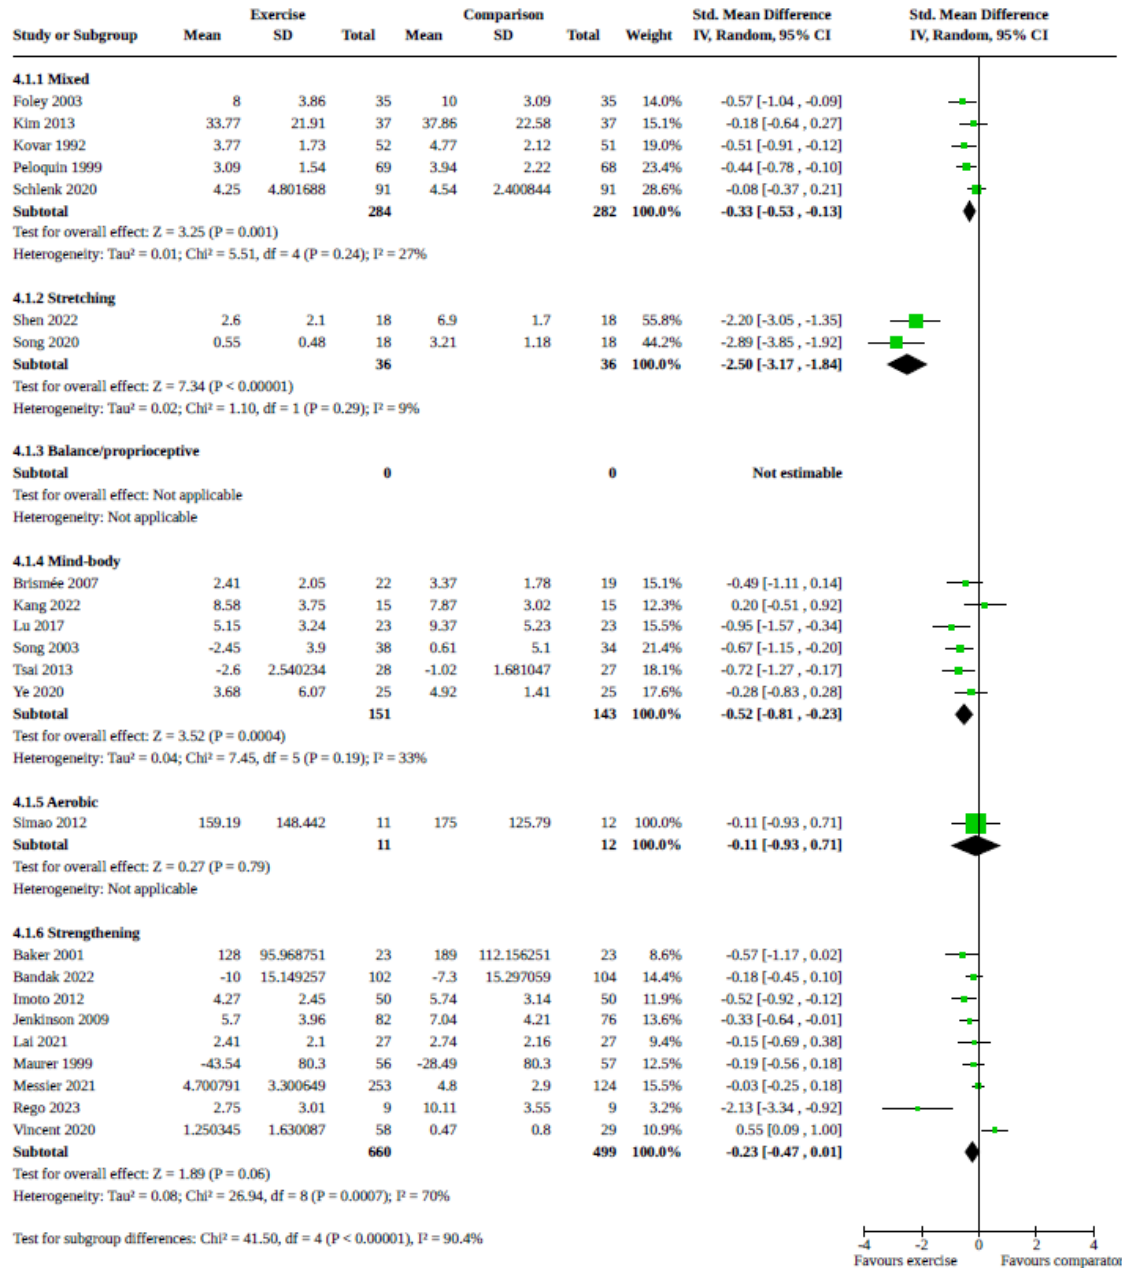 Exercise Comparison Std. Mean Difference Std. Mean Difference
Study or Subgroup Mean SD Total Mean SD Total Weight IV, Random, 95% CI IV, Random, 95% CI
4.1.1 Mixed
Foley 2003 8 3.86 35 10 3.09 35 14.0% -0.57 [-1.04 , -0.09]
Kim 2013 33.77 21.91 37 37.86 22.58 37 15.1% -0.18 [-0.64 , 0.27]
Kovar 1992 3.77 1.73 52 4.77 2.12 51 19.0% -0.51 [-0.91 , -0.12]
Peloquin 1999 3.09 1.54 69 3.94 2.22 68 23.4% -0.44 [-0.78 , -0.10]
Schlenk 2020 4.25 4.801688 91 4.54 2.400844 91 28.6% -0.08 [-0.37 , 0.21]
Subtotal 284 282 100.0% -0.33 [-0.53 , -0.13]
Test for overall effect: Z = 3.25 (P = 0.001)
Heterogeneity: Tau² = 0.01; Chi² = 5.51, df = 4 (P = 0.24); I² = 27%
4.1.2 Stretching
Shen 2022 2.6 2.1 18 6.9 1.7 18 55.8% -2.20 [-3.05 , -1.35]
Song 2020 0.55 0.48 18 3.21 1.18 18 44.2% -2.89 [-3.85 , -1.92]
Subtotal 36 36 100.0% -2.50 [-3.17 , -1.84]
Test for overall effect: Z = 7.34 (P < 0.00001)
Heterogeneity: Tau² = 0.02; Chi² = 1.10, df = 1 (P = 0.29); I² = 9%
4.1.3 Balance/proprioceptive
Subtotal 0 0 Not estimable
Test for overall effect: Not applicable
Heterogeneity: Not applicable
4.1.4 Mind-body
Brismée 2007 2.41 2.05 22 3.37 1.78 19 15.1% -0.49 [-1.11 , 0.14]
Kang 2022 8.58 3.75 15 7.87 3.02 15 12.3% 0.20 [-0.51 , 0.92]
Lu 2017 5.15 3.24 23 9.37 5.23 23 15.5% -0.95 [-1.57 , -0.34]
Song 2003 -2.45 3.9 38 0.61 5.1 34 21.4% -0.67 [-1.15 , -0.20]
Tsai 2013 -2.6 2.540234 28 -1.02 1.681047 27 18.1% -0.72 [-1.27 , -0.17]
Ye 2020 3.68 6.07 25 4.92 1.41 25 17.6% -0.28 [-0.83 , 0.28]
Subtotal 151 143 100.0% -0.52 [-0.81 , -0.23]
Test for overall effect: Z = 3.52 (P = 0.0004)
Heterogeneity: Tau² = 0.04; Chi² = 7.45, df = 5 (P = 0.19); I² = 33%
4.1.5 Aerobic
Simao 2012 159.19 148.442 11 175 125.79 12 100.0% -0.11 [-0.93 , 0.71]
Subtotal 11 12 100.0% -0.11 [-0.93 , 0.71]
Test for overall effect: Z = 0.27 (P = 0.79)
Heterogeneity: Not applicable
4.1.6 Strengthening
Baker 2001 128 95.968751 23 189 112.156251 23 8.6% -0.57 [-1.17 , 0.02]
Bandak 2022 -10 15.149257 102 -7.3 15.297059 104 14.4% -0.18 [-0.45 , 0.10]
Imoto 2012 4.27 2.45 50 5.74 3.14 50 11.9% -0.52 [-0.92 , -0.12]
Jenkinson 2009 5.7 3.96 82 7.04 4.21 76 13.6% -0.33 [-0.64 , -0.01]
Lai 2021 2.41 2.1 27 2.74 2.16 27 9.4% -0.15 [-0.69 , 0.38]
Maurer 1999 -43.54 80.3 56 -28.49 80.3 57 12.5% -0.19 [-0.56 , 0.18]
Messier 2021 4.700791 3.300649 253 4.8 2.9 124 15.5% -0.03 [-0.25 , 0.18]
Rego 2023 2.75 3.01 9 10.11 3.55 9 3.2% -2.13 [-3.34 , -0.92]
Vincent 2020 1.250345 1.630087 58 0.47 0.8 29 10.9% 0.55 [0.09 , 1.00]
Subtotal 660 499 100.0% -0.23 [-0.47 , 0.01]
Test for overall effect: Z = 1.89 (P = 0.06)
Heterogeneity: Tau² = 0.08; Chi² = 26.94, df = 8 (P = 0.0007); I² = 70%
Test for subgroup differences: Chi² = 41.50, df = 4 (P < 0.00001), I² = 90.4%
-4 -2 0 2 4
Favours exercise Favours comparator